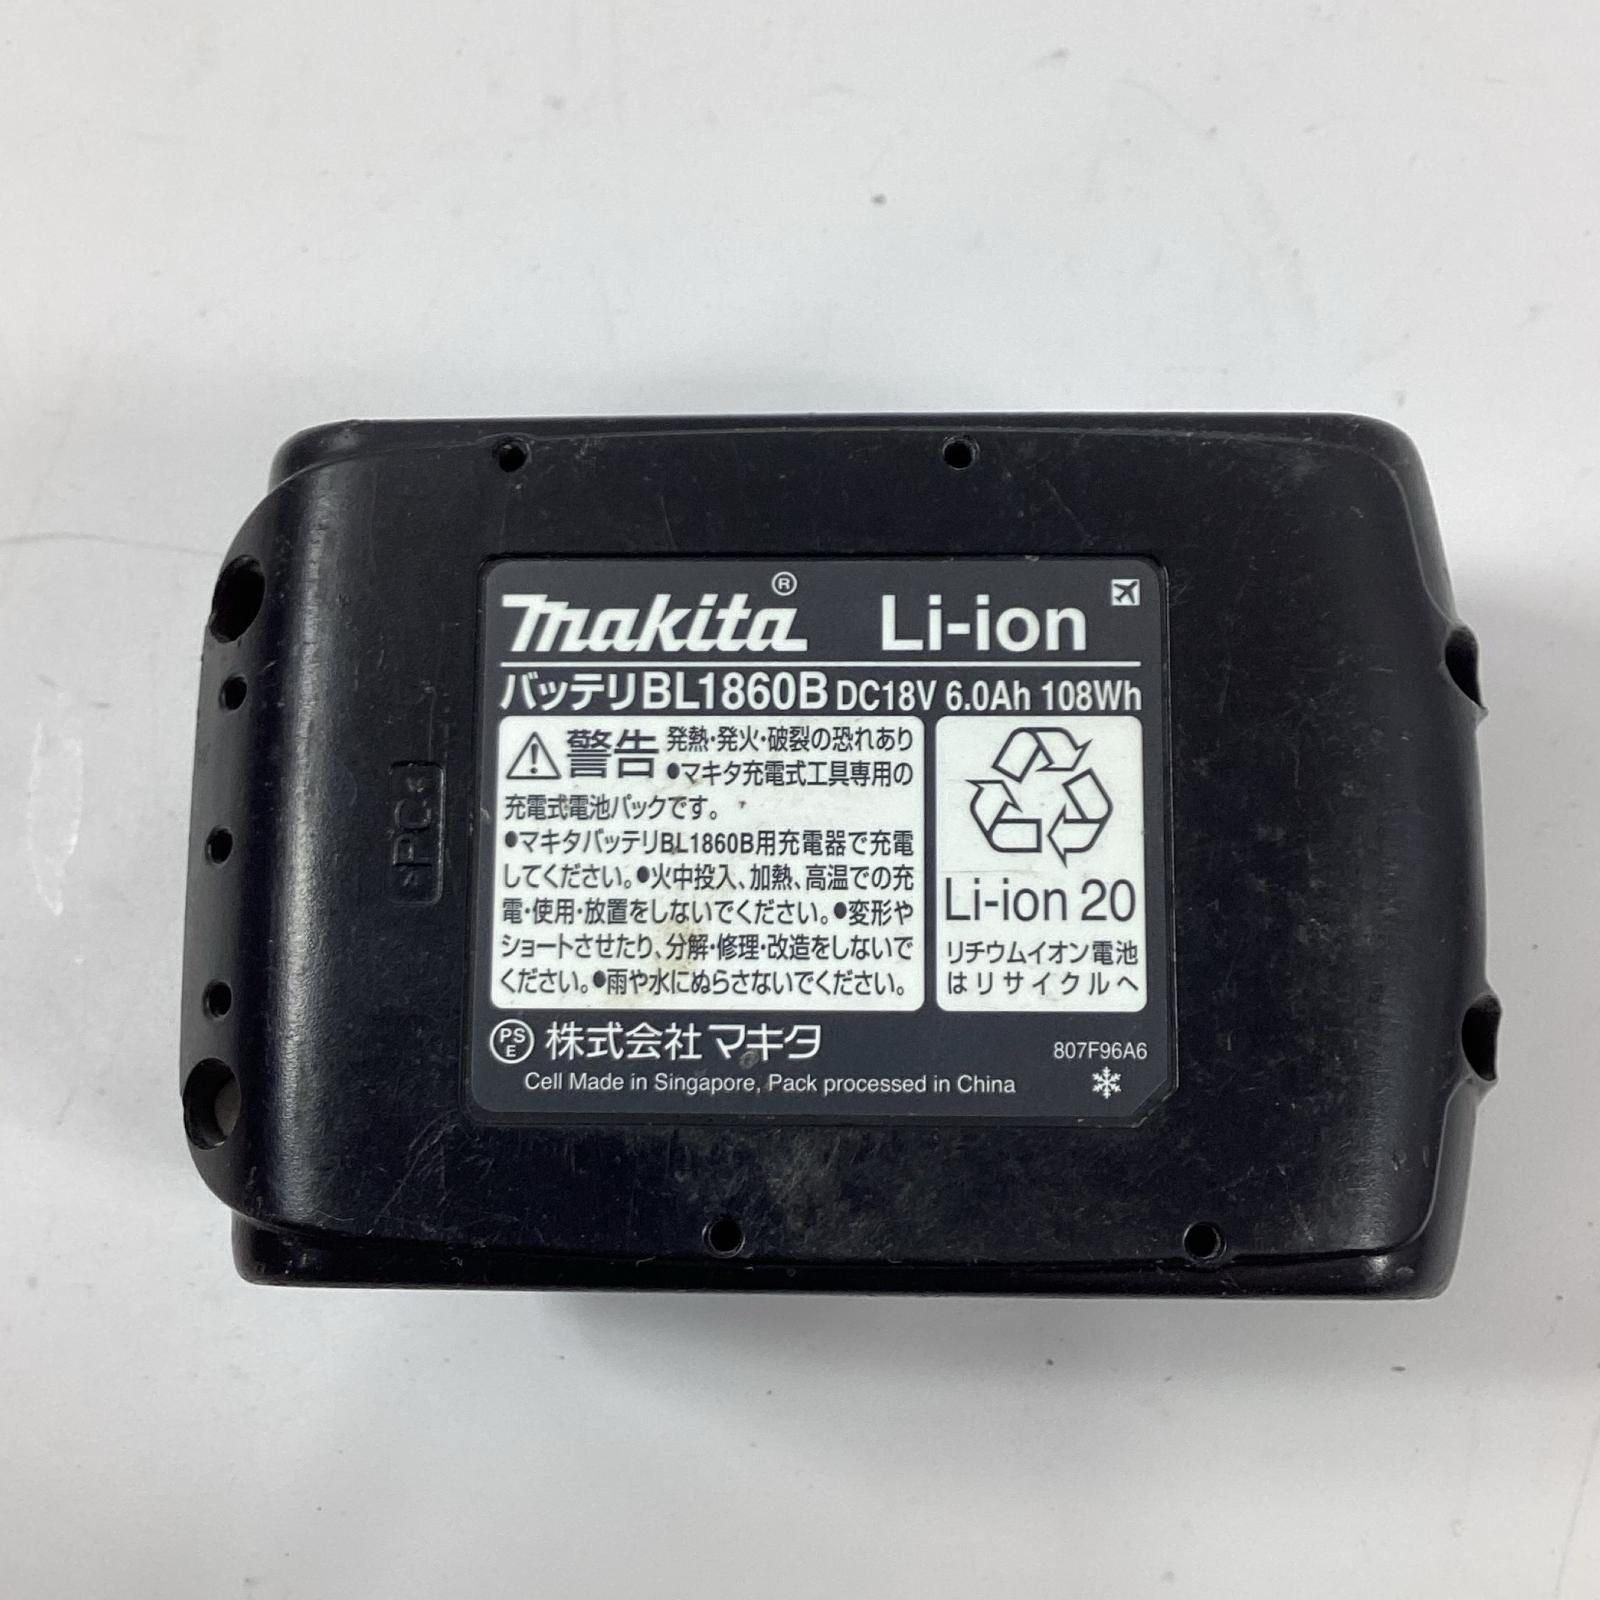 makita® Li-ion
バッテリBL1860B DC18V 6.0Ah 108Wh
警告 発熱・発火・破裂の恐れあり
●マキタ充電式工具専用の
充電式電池パックです。
●マキタバッテリBL1860B用充電器で充電
してください。●火中投入、加熱、高温での充
電・使用・放置をしないでください。●変形や
ショートさせたり、分解・修理・改造をしないで
ください。●雨や水にぬらさないでください。
Li-ion 20
リチウムイオン電池
はリサイクルへ
PS
E
株式会社マキタ
807F96A6
Cell Made in Singapore, Pack processed in China
>PC<